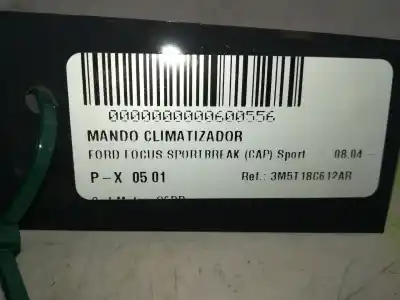 0000000000600556
MANDO CLIMATIZADOR
FORD FOCUS SPORTBREAK (CAP) Sport 08.04 -
P-X 05 01 Ref.: 3M5T18C612AR